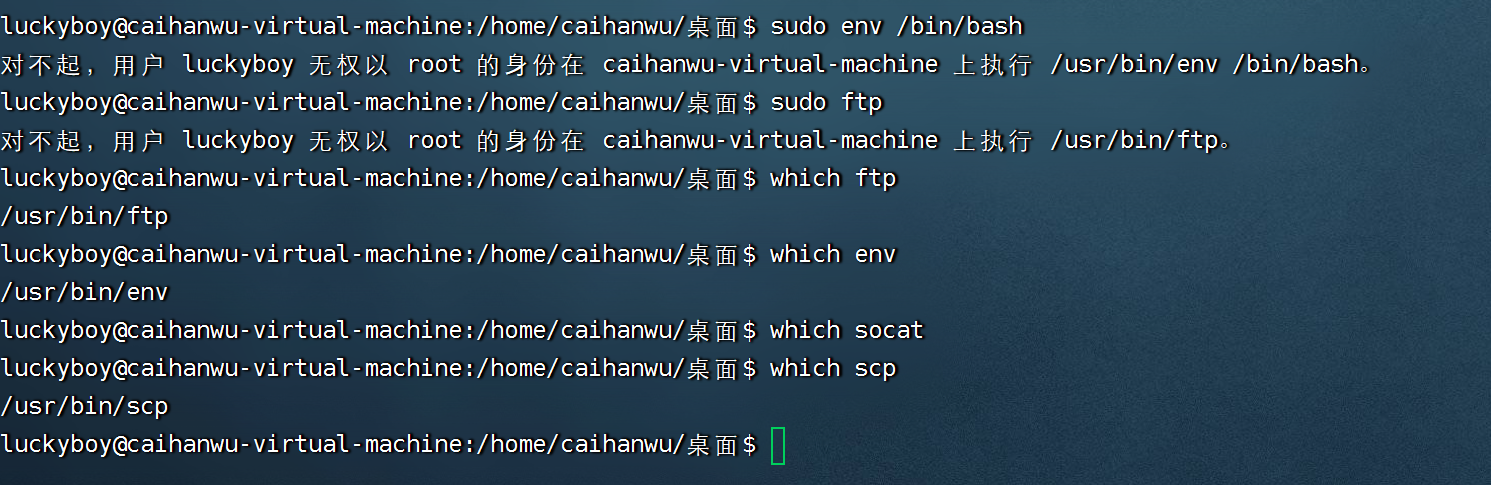 luckyboy@caihanwu-virtual-machine:/home/caihanwu/桌面$ sudo env /bin/bash
对不起，用户 luckyboy 无权以 root 的身份在 caihanwu-virtual-machine 上执行 /usr/bin/env /bin/bash。
luckyboy@caihanwu-virtual-machine:/home/caihanwu/桌面$ sudo ftp
对不起，用户 luckyboy 无权以 root 的身份在 caihanwu-virtual-machine 上执行 /usr/bin/ftp。
luckyboy@caihanwu-virtual-machine:/home/caihanwu/桌面$ which ftp
/usr/bin/ftp
luckyboy@caihanwu-virtual-machine:/home/caihanwu/桌面$ which env
/usr/bin/env
luckyboy@caihanwu-virtual-machine:/home/caihanwu/桌面$ which socat
luckyboy@caihanwu-virtual-machine:/home/caihanwu/桌面$ which scp
/usr/bin/scp
luckyboy@caihanwu-virtual-machine:/home/caihanwu/桌面$